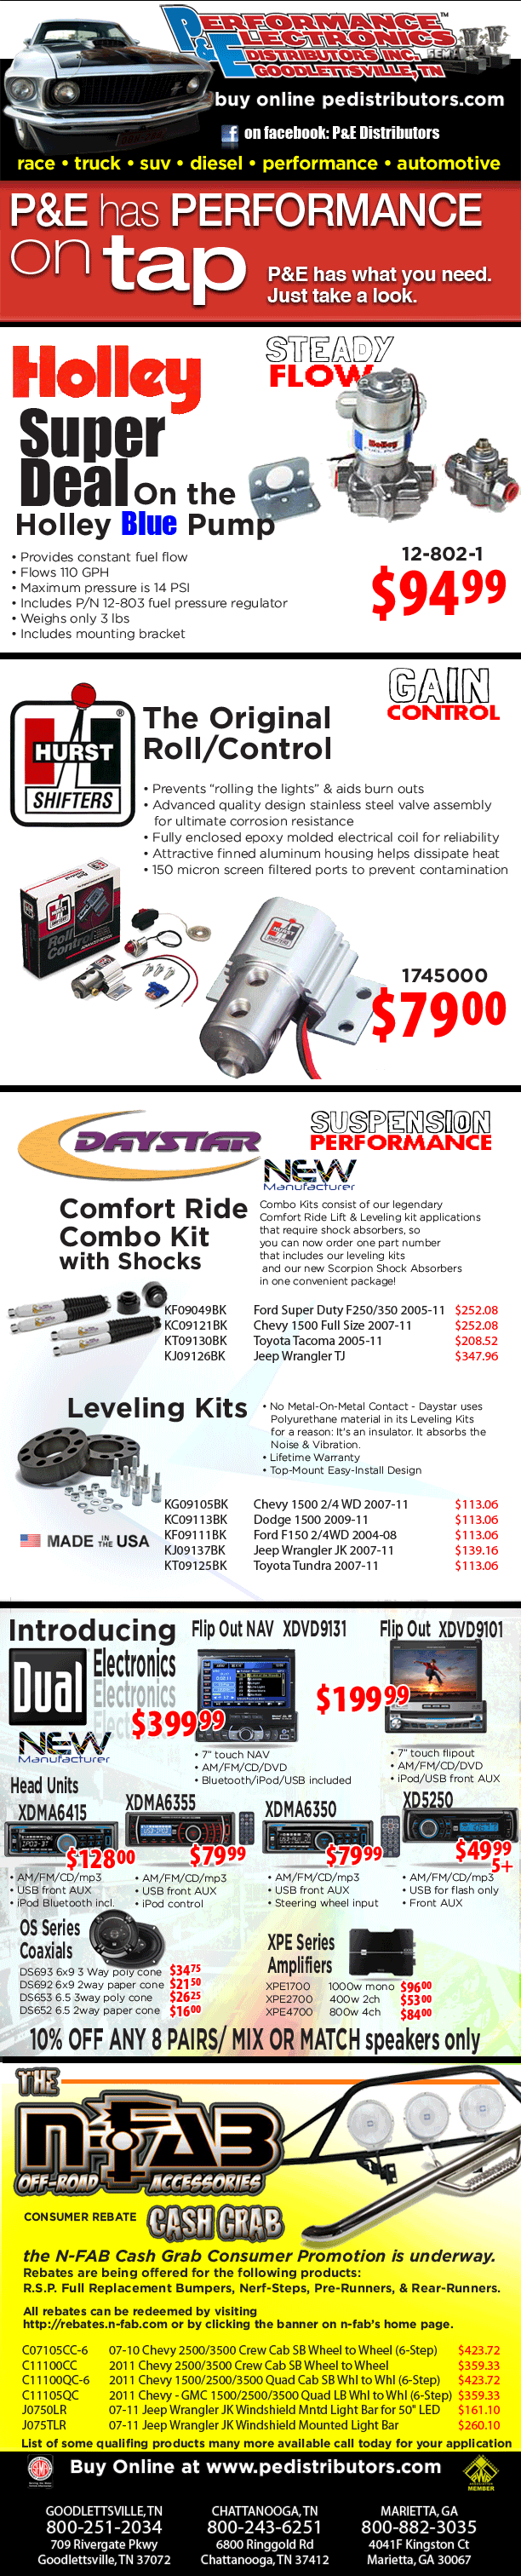 PERFORMANCE™
P&E ELECTRONICS
DISTRIBUTORS INC.
GOODLETTSVILLE, TN
buy online pedistributors.com
f on facebook: P&E Distributors
race • truck • suv • diesel • performance • automotive
P&E has PERFORMANCE
on tap
P&E has what you need.
Just take a look.
Holley
STEADY
FLOW
Super
Deal On the
Holley Blue Pump
Holley
FUEL PUMP
• Provides constant fuel flow
• Flows 110 GPH
• Maximum pressure is 14 PSI
• Includes P/N 12-803 fuel pressure regulator
• Weighs only 3 lbs
• Includes mounting bracket
12-802-1
$94.99
GAIN
CONTROL
HURST
SHIFTERS
®
The Original
Roll/Control
• Prevents “rolling the lights” & aids burn outs
• Advanced quality design stainless steel valve assembly
for ultimate corrosion resistance
• Fully enclosed epoxy molded electrical coil for reliability
• Attractive finned aluminum housing helps dissipate heat
• 150 micron screen filtered ports to prevent contamination
Roll
Control
HURST
SHIFTERS
1745000
$7900
DAYSTAR
SUSPENSION
PERFORMANCE
NEW
Manufacturer
Comfort Ride
Combo Kit
with Shocks
Combo Kits consist of our legendary
Comfort Ride Lift & Leveling kit applications
that require shock absorbers, so
you can now order one part number
that includes our leveling kits
and our new Scorpion Shock Absorbers
in one convenient package!
KF09049BK Ford Super Duty F250/350 2005-11 $252.08
KC09121BK Chevy 1500 Full Size 2007-11 $252.08
KT09130BK Toyota Tacoma 2005-11 $208.52
KJ09126BK Jeep Wrangler TJ $347.96
Leveling Kits
• No Metal-On-Metal Contact - Daystar uses
Polyurethane material in its Leveling Kits
for a reason: It's an insulator. It absorbs the
Noise & Vibration.
• Lifetime Warranty
• Top-Mount Easy-Install Design
MADE IN THE USA
KG09105BK Chevy 1500 2/4 WD 2007-11 $113.06
KC09113BK Dodge 1500 2009-11 $113.06
KF09111BK Ford F150 2/4WD 2004-08 $113.06
KJ09137BK Jeep Wrangler JK 2007-11 $139.16
KT09125BK Toyota Tundra 2007-11 $113.06
Introducing
Dual Electronics
Electronics
NEW
Manufacturer
Flip Out NAV XDVD9131
$39999
• 7" touch NAV
• AM/FM/CD/DVD
• Bluetooth/iPod/USB included
Flip Out XDVD9101
$19999
• 7" touch flipout
• AM/FM/CD/DVD
• iPod/USB front AUX
Head Units
XDMA6415
$12800
• AM/FM/CD/mp3
• USB front AUX
• iPod Bluetooth incl.
XDMA6355
$7999
• AM/FM/CD/mp3
• USB front AUX
• iPod control
XDMA6350
$7999
• AM/FM/CD/mp3
• USB front AUX
• Steering wheel input
XD5250
$4999
5+
• AM/FM/CD/mp3
• USB for flash only
• Front AUX
OS Series
Coaxials
DS693 6x9 3 Way poly cone $3475
DS692 6x9 2way paper cone $2150
DS653 6.5 3way poly cone $2625
DS652 6.5 2way paper cone $1600
XPE Series
Amplifiers
XPE1700 1000w mono $9600
XPE2700 400w 2ch $5300
XPE4700 800w 4ch $8400
10% OFF ANY 8 PAIRS/ MIX OR MATCH speakers only
THE
N-FAB
OFF-ROAD ACCESSORIES
CONSUMER REBATE CASH GRAB
the N-FAB Cash Grab Consumer Promotion is underway.
Rebates are being offered for the following products:
R.S.P. Full Replacement Bumpers, Nerf-Steps, Pre-Runners, & Rear-Runners.
All rebates can be redeemed by visiting
http://rebates.n-fab.com or by clicking the banner on n-fab's home page.
C07105CC-6 07-10 Chevy 2500/3500 Crew Cab SB Wheel to Wheel (6-Step) $423.72
C11100CC 2011 Chevy 2500/3500 Crew Cab SB Wheel to Wheel $359.33
C11100QC-6 2011 Chevy 1500/2500/3500 Quad Cab SB Whl to Whl (6-Step) $423.72
C11105QC 2011 Chevy - GMC 1500/2500/3500 Quad LB Whl to Whl (6-Step) $359.33
J0750LR 07-11 Jeep Wrangler JK Windshield Mntd Light Bar for 50" LED $161.10
J075TLR 07-11 Jeep Wrangler JK Windshield Mounted Light Bar $260.10
List of some qualifing products many more available call today for your application
Buy Online at www.pedistributors.com
SEMA
MEMBER
GOODLETTSVILLE, TN
800-251-2034
709 Rivergate Pkwy
Goodlettsville, TN 37072
CHATTANOOGA, TN
800-243-6251
6800 Ringgold Rd
Chattanooga, TN 37412
MARIETTA, GA
800-882-3035
4041F Kingston Ct
Marietta, GA 30067